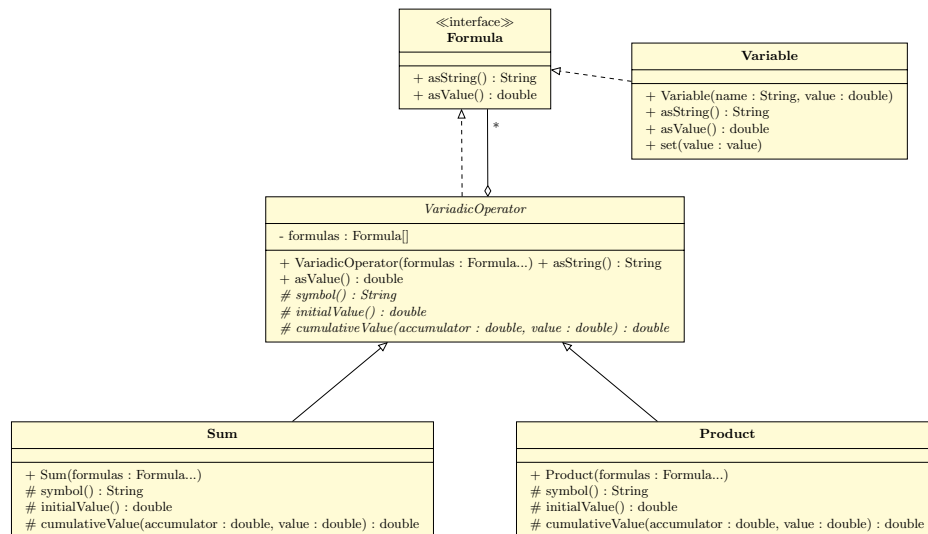 ≪interface≫
Formula
+ asString() : String
+ asValue() : double
Variable
+ Variable(name : String, value : double)
+ asString() : String
+ asValue() : double
+ set(value : value)
*
VariadicOperator
- formulas : Formula[]
+ VariadicOperator(formulas : Formula...) + asString() : String
+ asValue() : double
# symbol() : String
# initialValue() : double
# cumulativeValue(accumulator : double, value : double) : double
Sum
+ Sum(formulas : Formula...)
# symbol() : String
# initialValue() : double
# cumulativeValue(accumulator : double, value : double) : double
Product
+ Product(formulas : Formula...)
# symbol() : String
# initialValue() : double
# cumulativeValue(accumulator : double, value : double) : double